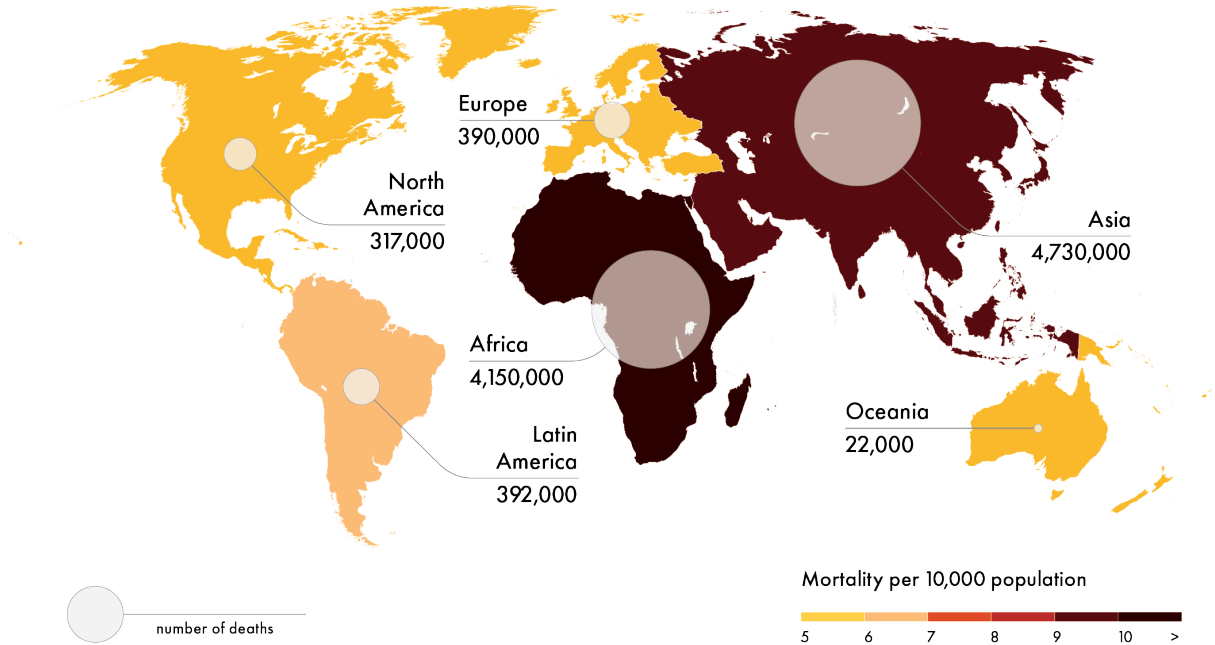 Europe
390,000
North
America
317,000
Asia
4,730,000
Africa
4,150,000
Oceania
22,000
Latin
America
392,000
Mortality per 10,000 population
number of deaths
5 6 7 8 9 10 >